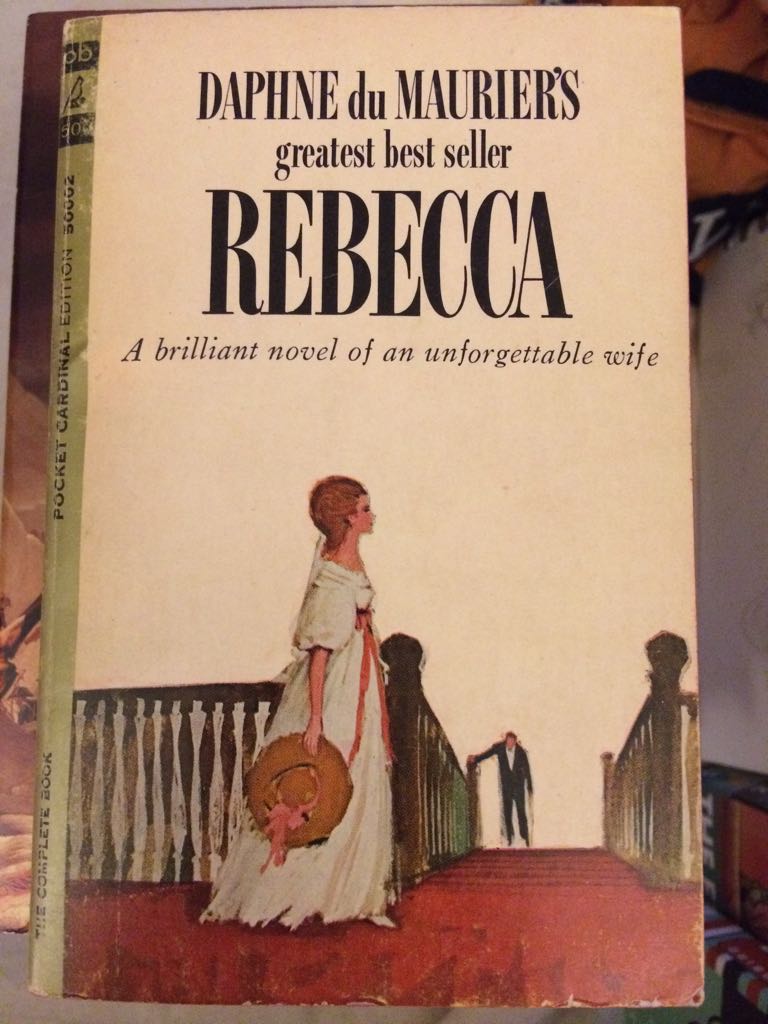 DAPHNE du MAURIER'S
greatest best seller
REBECCA
A brilliant novel of an unforgettable wife
POCKET CARDINAL EDITION 50002
THE COMPLETE BOOK